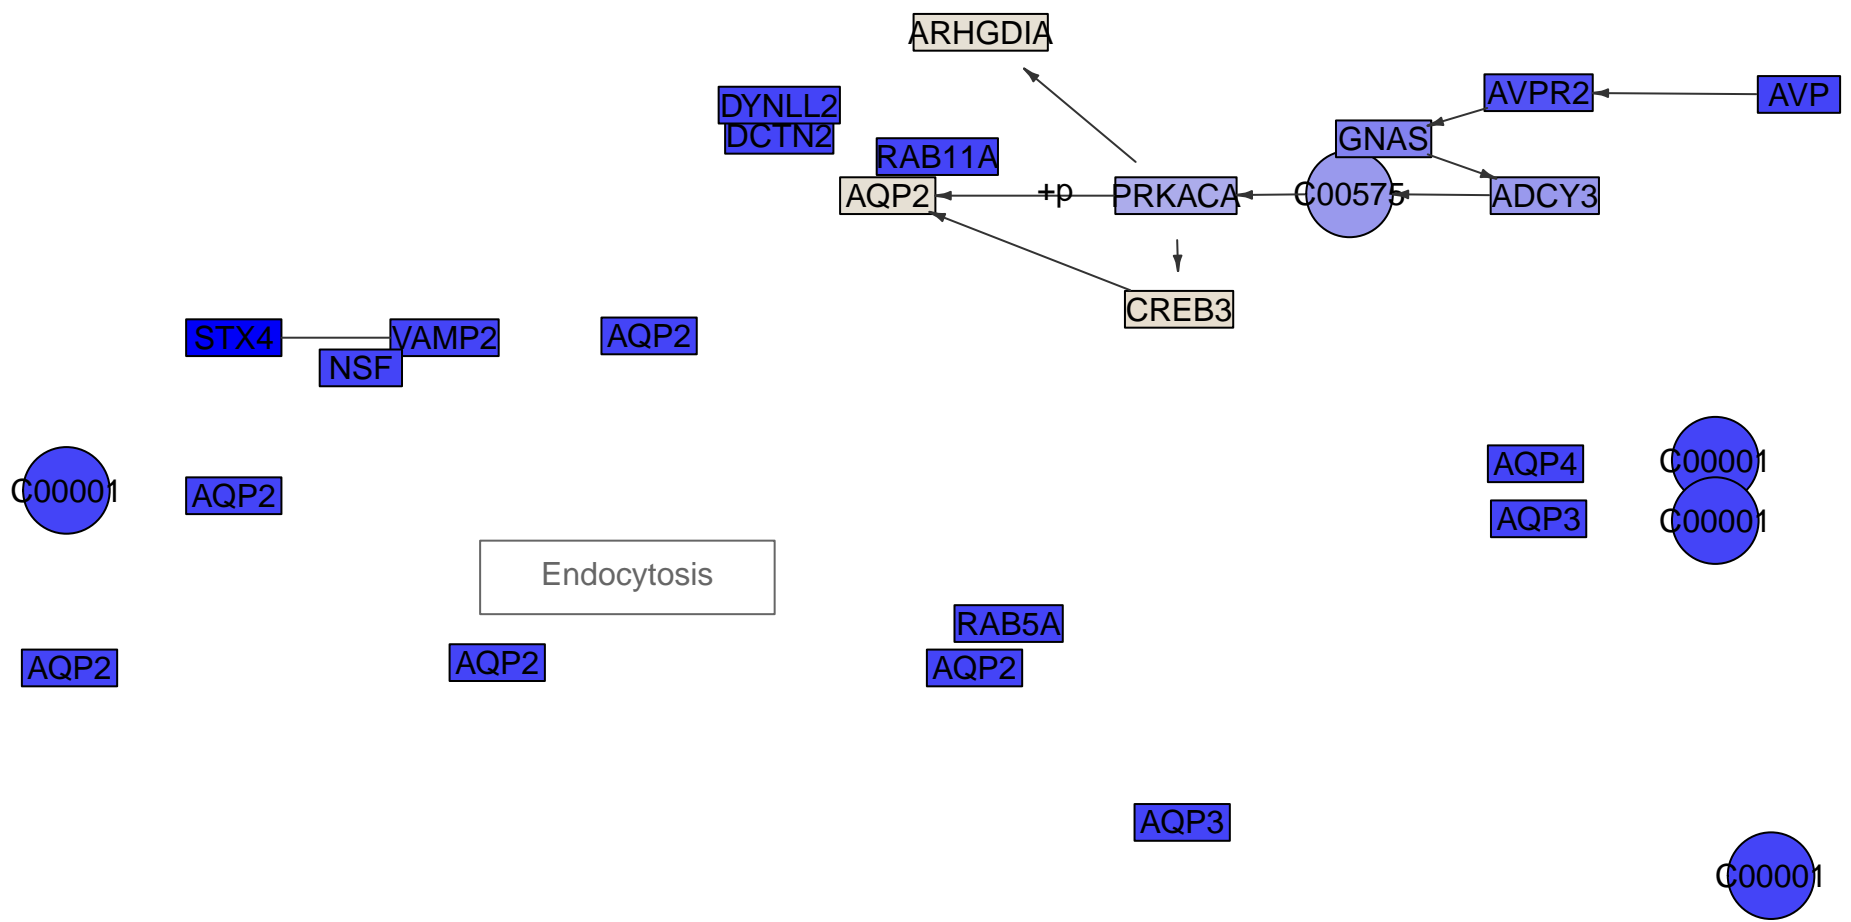 ARHGDIA
DYNLL2
AVPR2
AVP
DCTN2
GNAS
RAB11A
AQP2
+p
PRKACA
C00575
ADCY3
CREB3
STX4
VAMP2
AQP2
NSF
C00001
AQP2
AQP4
C00001
AQP3
C00001
Endocytosis
RAB5A
AQP2
AQP2
AQP2
AQP3
C00001